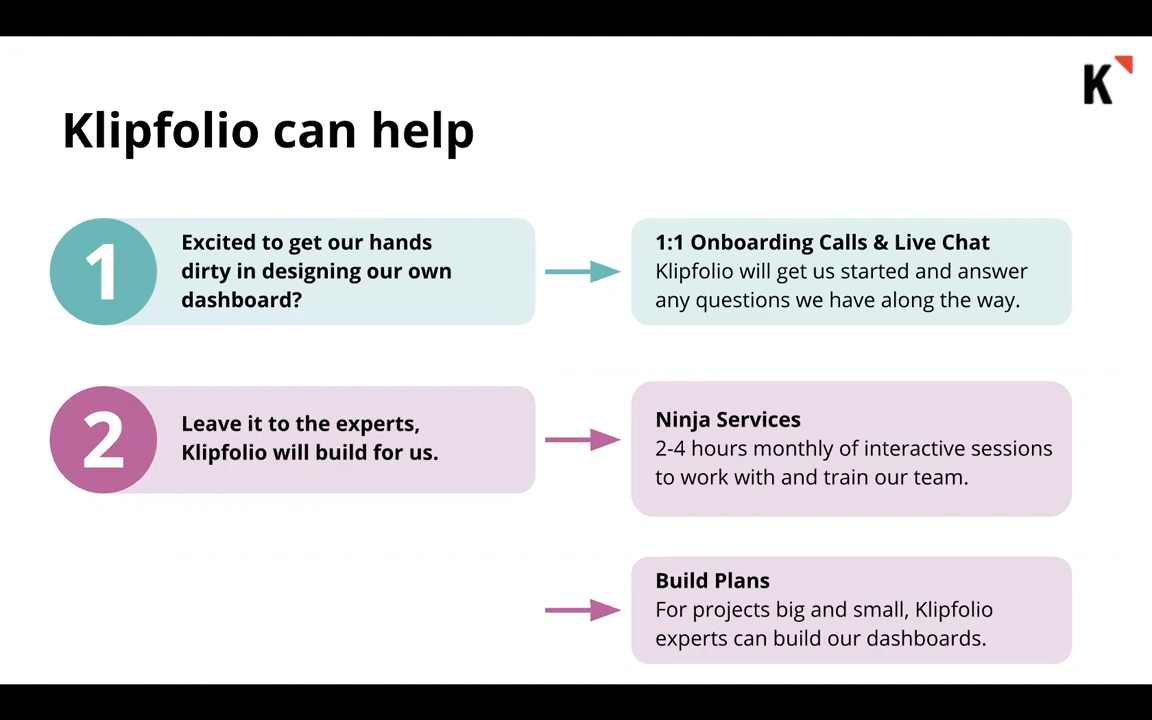 K
Klipfolio can help
1
Excited to get our hands
dirty in designing our own
dashboard?
1:1 Onboarding Calls & Live Chat
Klipfolio will get us started and answer
any questions we have along the way.
2
Leave it to the experts,
Klipfolio will build for us.
Ninja Services
2-4 hours monthly of interactive sessions
to work with and train our team.
Build Plans
For projects big and small, Klipfolio
experts can build our dashboards.